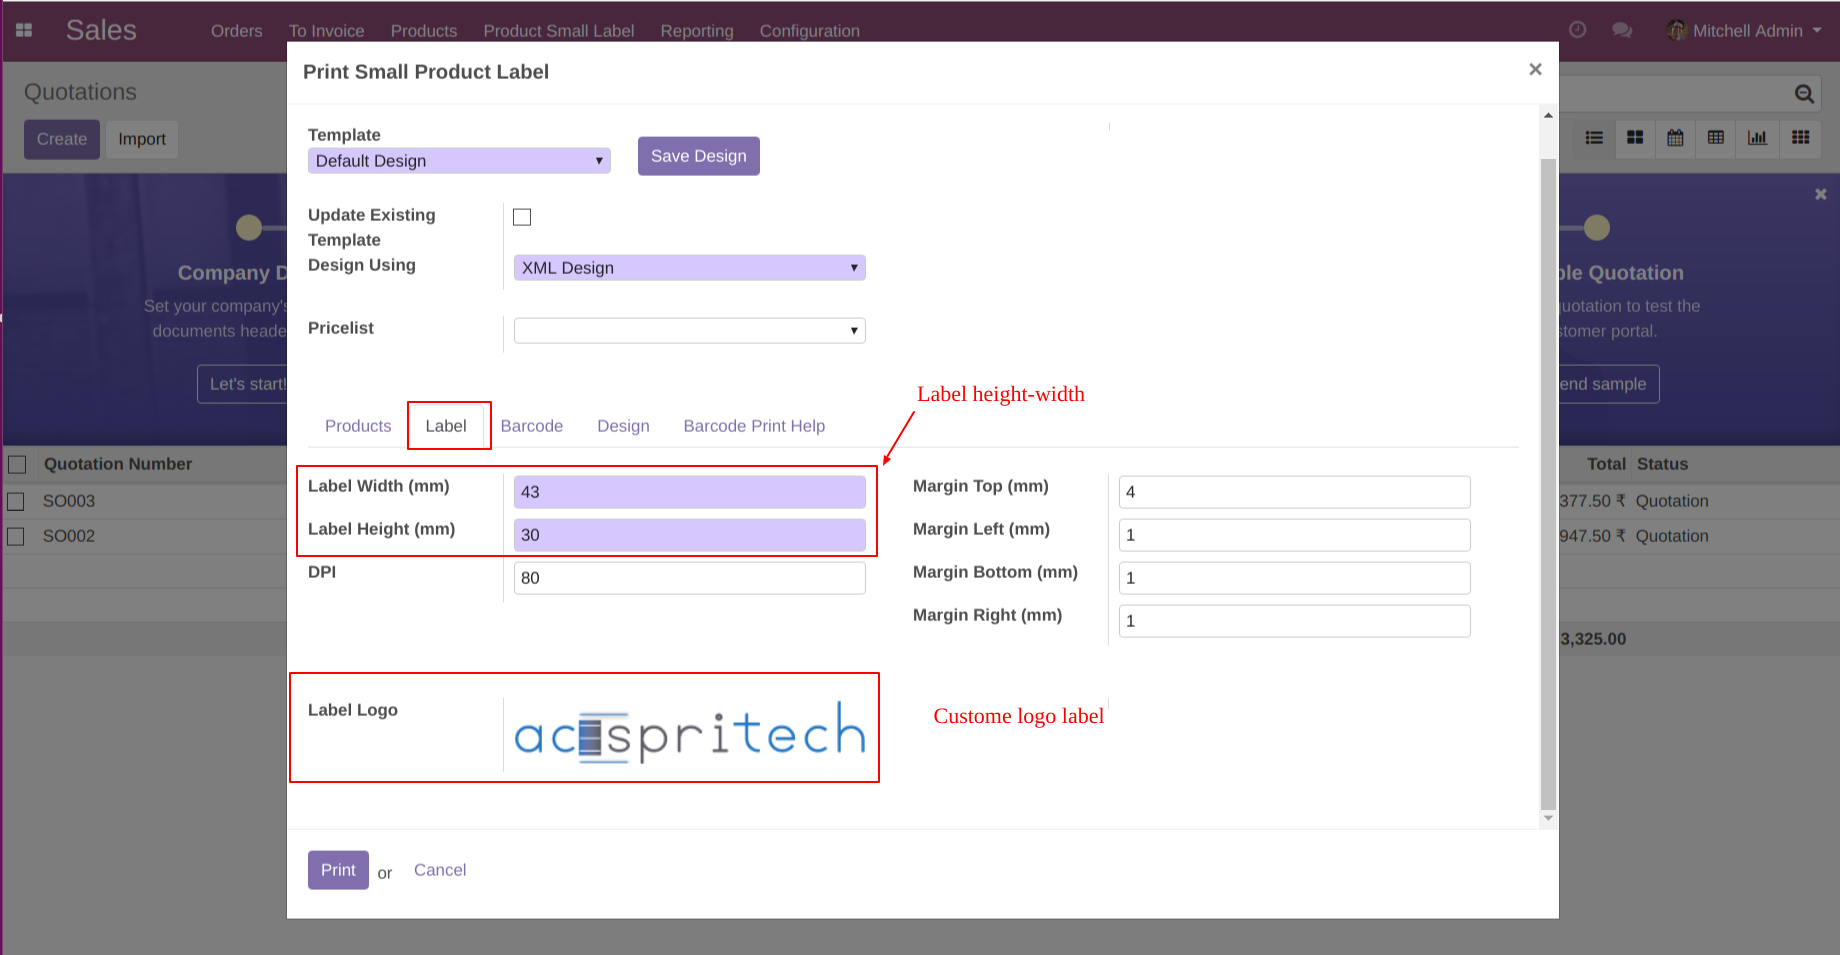 Sales
Orders
To Invoice
Products
Product Small Label
Reporting
Configuration
Mitchell Admin
Print Small Product Label
×
Quotations
Create
Import
Template
Default Design
Save Design
Update Existing
Template
Design Using
XML Design
Pricelist
Company D
Set your company's
documents heade
Let's start!
ple Quotation
uotation to test the
stomer portal.
end sample
Label height-width
Products
Label
Barcode
Design
Barcode Print Help
Quotation Number
Total
Status
SO003
377.50 ₹
Quotation
SO002
947.50 ₹
Quotation
3,325.00
Label Width (mm)
43
Label Height (mm)
30
DPI
80
Margin Top (mm)
4
Margin Left (mm)
1
Margin Bottom (mm)
1
Margin Right (mm)
1
Label Logo
acespritech
Custome logo label
Print
or
Cancel